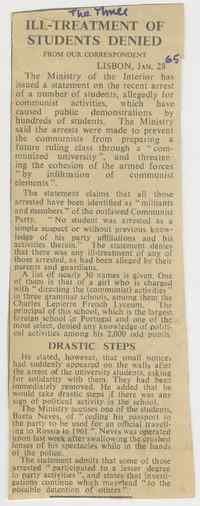 The Times
ILL-TREATMENT OF
STUDENTS DENIED
FROM OUR CORRESPONDENT
LISBON, JAN. 28
65
The Ministry of the Interior has
issued a statement on the recent arrest
of a number of students, allegedly for
communist activities, which have
caused public demonstrations by
hundreds of students. The Ministry
said the arrests were made to prevent
the communists from preparing a
future ruling class through a " com-
munized university ", and threaten-
ing the cohesion of the armed forces
" by infiltration of communist
elements ".
The statement claims that all those
arrested have been identified as " militants
and members " of the outlawed Communist
Party. " No student was arrested as a
simple suspect or without previous know-
ledge of his party affiliations and his
activities therein." The statement denies
that there was any ill-treatment of any of
those arrested, as had been alleged by their
parents and guardians.
A list of nearly 30 names is given. One
of them is that of a girl who is charged
with " directing the (communist) activities
in three grammar schools, among them the
Charles Lepierre French Lyceum. The
principal of this school, which is the largest
foreign school in Portugal and one of the
most select, denied any knowledge of politi-
cal activities among his 2,000 odd pupils.
DRASTIC STEPS
He stated, however, that small notices
had suddenly appeared on the walls after
the arrest of the university students, asking
for solidarity with them. They had been
immediately removed. He added that he
would take drastic steps if there was any
sign of political activity in the school.
The Ministry accuses one of the students,
Neves, of " ceding his passport to
the party to be used for an official travell-
ing to Russia in 1961 ". Neves was operated
upon last week after swallowing the crushed
lenses of his spectacles while in the hands
of the police.
The statement admits that some of those
arrested " participated to a lesser degree
in party activities ", and states that investi-
gations continue which may lead " to the
possible detention of others ".